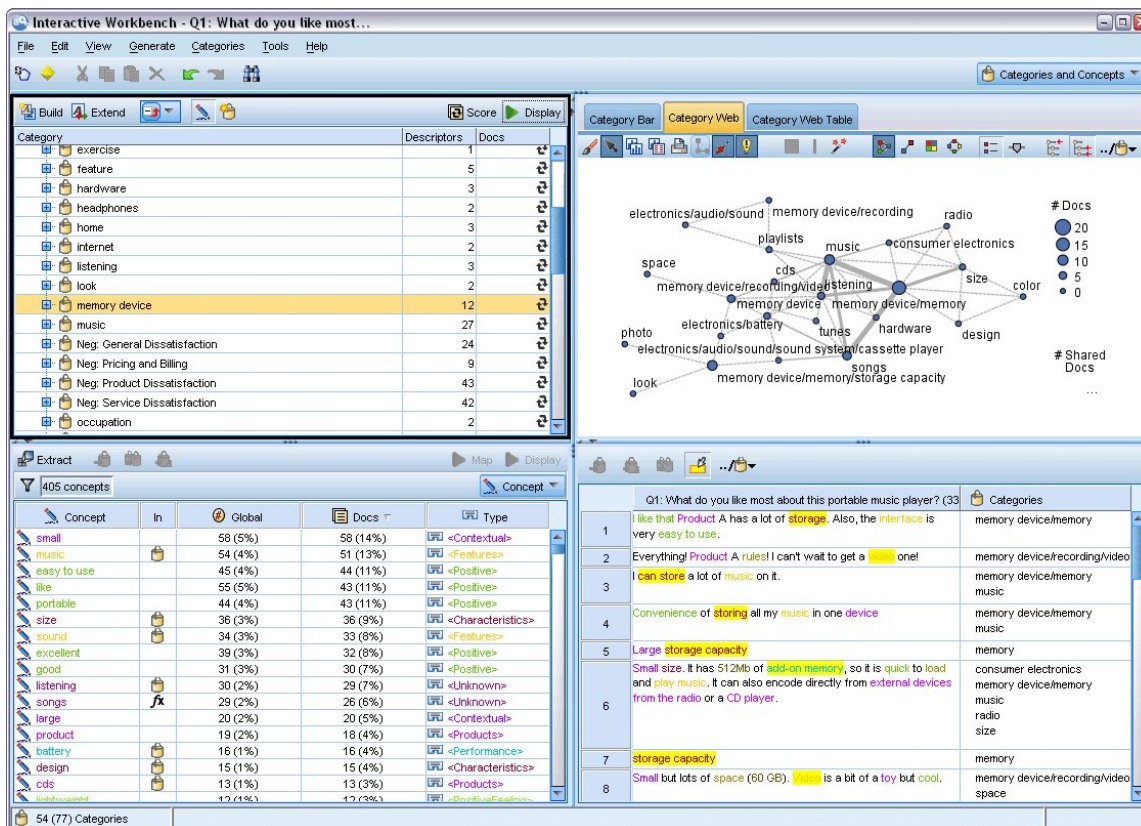 Interactive Workbench - Q1: What do you like most...
File Edit View Generate Categories Tools Help
Categories and Concepts
Build Extend Score Display
Category Descriptors Docs
exercise 1
feature 5
hardware 3
headphones 2
home 3
internet 2
listening 3
look 2
memory device 12
music 27
Neg: General Dissatisfaction 24
Neg: Pricing and Billing 9
Neg: Product Dissatisfaction 43
Neg: Service Dissatisfaction 42
occupation 2
Category Bar Category Web Category Web Table
electronics/audio/sound
memory device/recording
radio
playlists
music
consumer electronics
space
cds
size
memory device/recording/video
listening
color
memory device
memory device/memory
electronics/battery
tunes
hardware
design
photo
electronics/audio/sound/sound system/cassette player
songs
look
memory device/memory/storage capacity
# Docs
20
15
10
5
0
# Shared
Docs
...
Extract Map Display
405 concepts Concept
Concept In Global Docs Type
small 58 (5%) 58 (14%) <Contextual>
music 54 (4%) 51 (13%) <Features>
easy to use 45 (4%) 44 (11%) <Positive>
like 55 (5%) 44 (11%) <Positive>
portable 44 (4%) 43 (11%) <Positive>
size 36 (3%) 36 (9%) <Characteristics>
sound 34 (3%) 33 (8%) <Features>
excellent 39 (3%) 32 (8%) <Positive>
good 31 (3%) 30 (7%) <Positive>
listening 30 (2%) 29 (7%) <Unknown>
songs fx 29 (2%) 26 (6%) <Unknown>
large 20 (2%) 20 (5%) <Contextual>
product 19 (2%) 18 (4%) <Products>
battery 16 (1%) 16 (4%) <Performance>
design 15 (1%) 15 (4%) <Characteristics>
cds 13 (1%) 13 (3%) <Products>
lightweight 12 (1%) 12 (3%) <PositiveFeeling>
Q1: What do you like most about this portable music player? (33 Categories
1 I like that Product A has a lot of storage. Also, the interface is memory device/memory
very easy to use.
2 Everything! Product A rules! I can't wait to get a video one! memory device/recording/video
3 I can store a lot of music on it. memory device/memory
music
4 Convenience of storing all my music in one device memory device/memory
music
5 Large storage capacity memory
6 Small size. It has 512Mb of add-on memory, so it is quick to load consumer electronics
and play music. It can also encode directly from external devices memory device/memory
from the radio or a CD player. music
radio
size
7 storage capacity memory
8 Small but lots of space (60 GB). Video is a bit of a toy but cool. memory device/recording/video
space
54 (77) Categories